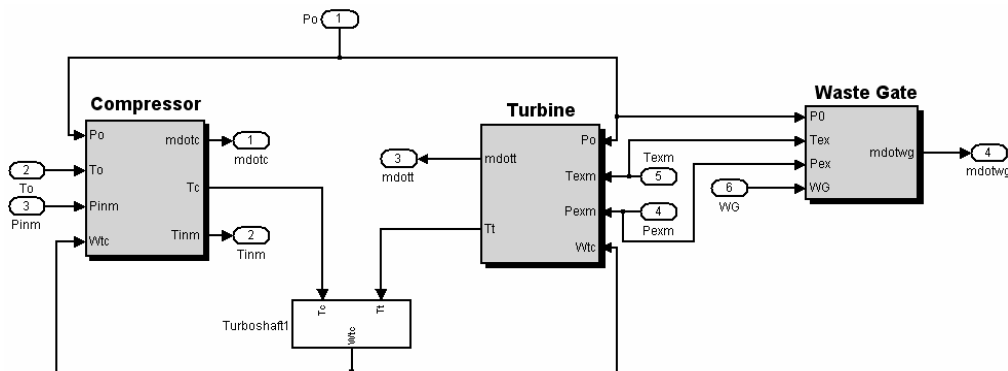 Po
1
Compressor
Po
To
Pinm
Wtc
mdotc
Tc
Tinm
2
To
3
Pinm
1
mdotc
2
Tinm
Turboshaft1
Tc
Tt
Wtc
Turbine
mdott
Tt
Po
Texm
Pexm
Wtc
3
mdott
Texm
5
4
Pexm
Waste Gate
P0
Tex
Pex
WG
mdotwg
6
WG
4
mdotwg